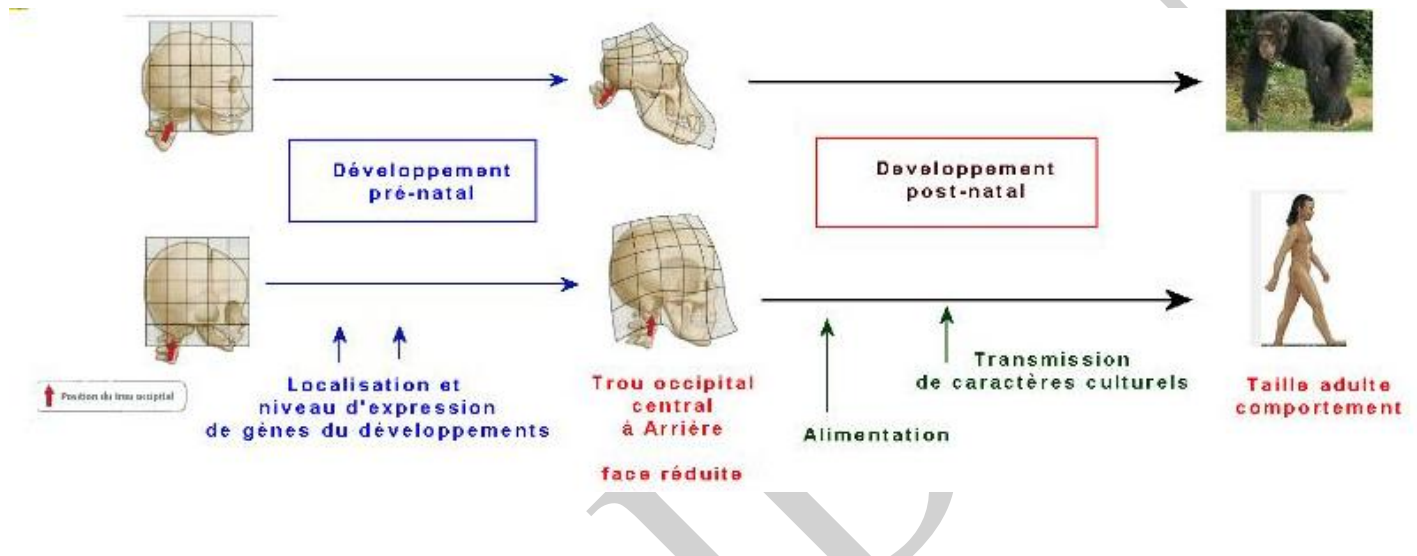 Développement
pré-natal
Developpement
post-natal
Position du trou occipital
Localisation et
niveau d'expression
de gènes du développements
Trou occipital
central
à Arrière
face réduite
Transmission
de caractères culturels
Alimentation
Taille adulte
comportement